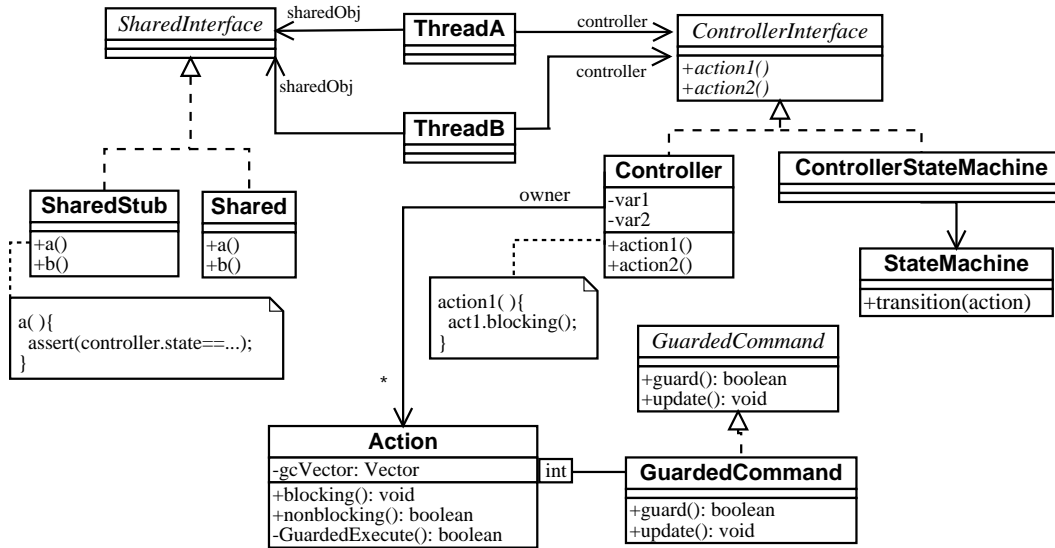 SharedInterface
sharedObj
ThreadA
controller
ControllerInterface
+action1()
+action2()
sharedObj
ThreadB
controller
SharedStub
+a()
+b()
Shared
+a()
+b()
owner
Controller
-var1
-var2
+action1()
+action2()
ControllerStateMachine
StateMachine
+transition(action)
a( ){
assert(controller.state==...);
}
action1( ){
act1.blocking();
}
GuardedCommand
+guard(): boolean
+update(): void
*
Action
-gcVector: Vector
+blocking(): void
+nonblocking(): boolean
-GuardedExecute(): boolean
int
GuardedCommand
+guard(): boolean
+update(): void